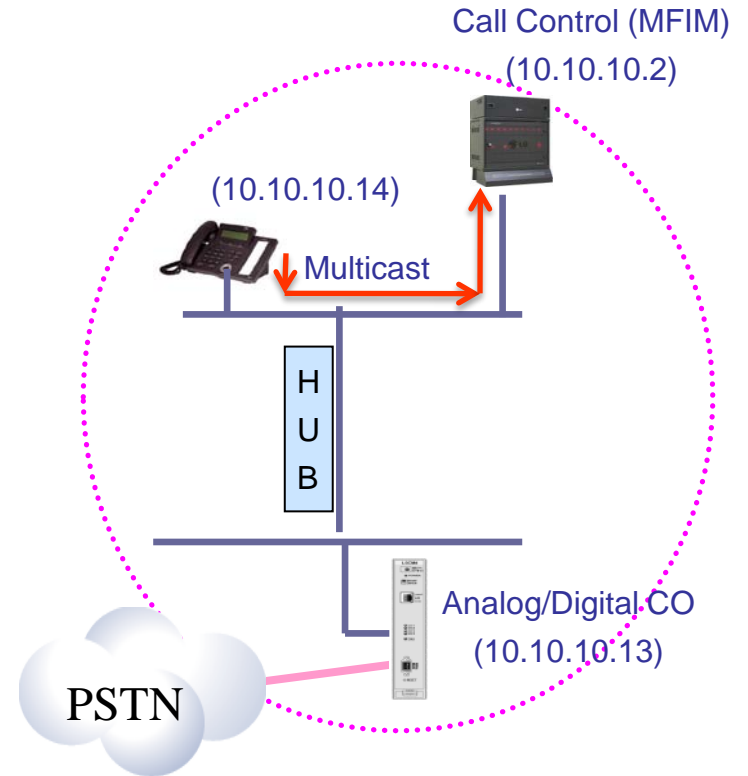 Call Control (MFIM)
(10.10.10.2)
(10.10.10.14)
Multicast
H
U
B
Analog/Digital CO
(10.10.10.13)
PSTN